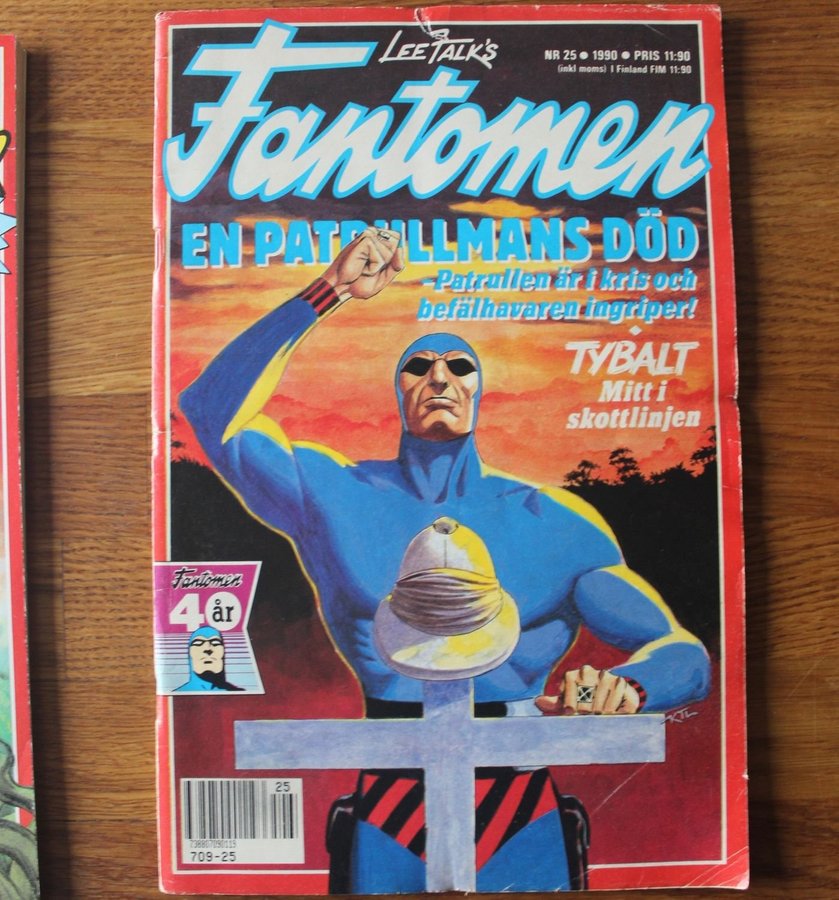 LEE FALK'S
NR 25 • 1990 • PRIS 11:90
(inkl moms) I Finland FIM 11:90
Fantomen
EN PATRULLMANS DÖD
–Patrullen är i kris och
befälhavaren ingriper!
TYBALT
Mitt i
skottlinjen
Fantomen
40 år
KTL
25
709-25